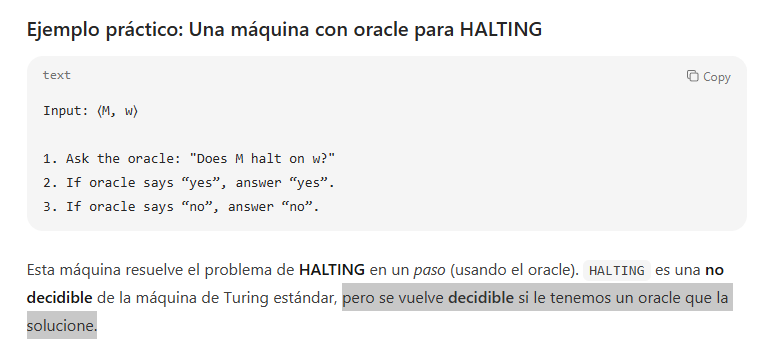 Ejemplo práctico: Una máquina con oracle para HALTING
text
Copy
Input: ⟨M, w⟩
1. Ask the oracle: "Does M halt on w?"
2. If oracle says “yes”, answer “yes”.
3. If oracle says “no”, answer “no”.
Esta máquina resuelve el problema de HALTING en un paso (usando el oracle). HALTING es una no
decidible de la máquina de Turing estándar, pero se vuelve decidible si le tenemos un oracle que la
solucione.